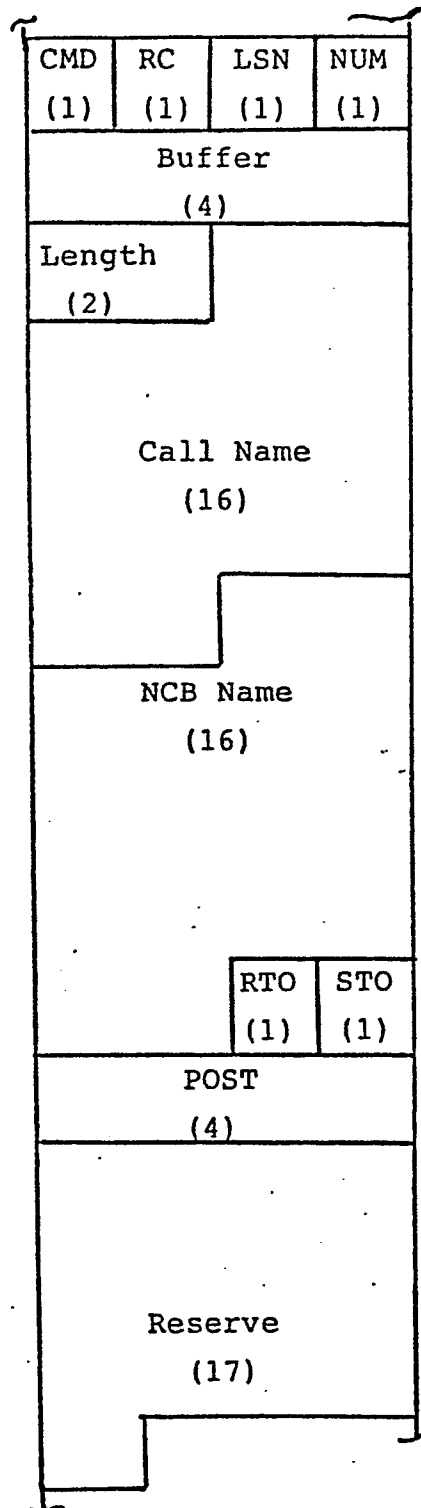 CMD RC LSN NUM
(1) (1) (1) (1)
Buffer
(4)
Length
(2)
Call Name
(16)
NCB Name
(16)
RTO STO
(1) (1)
POST
(4)
Reserve
(17)